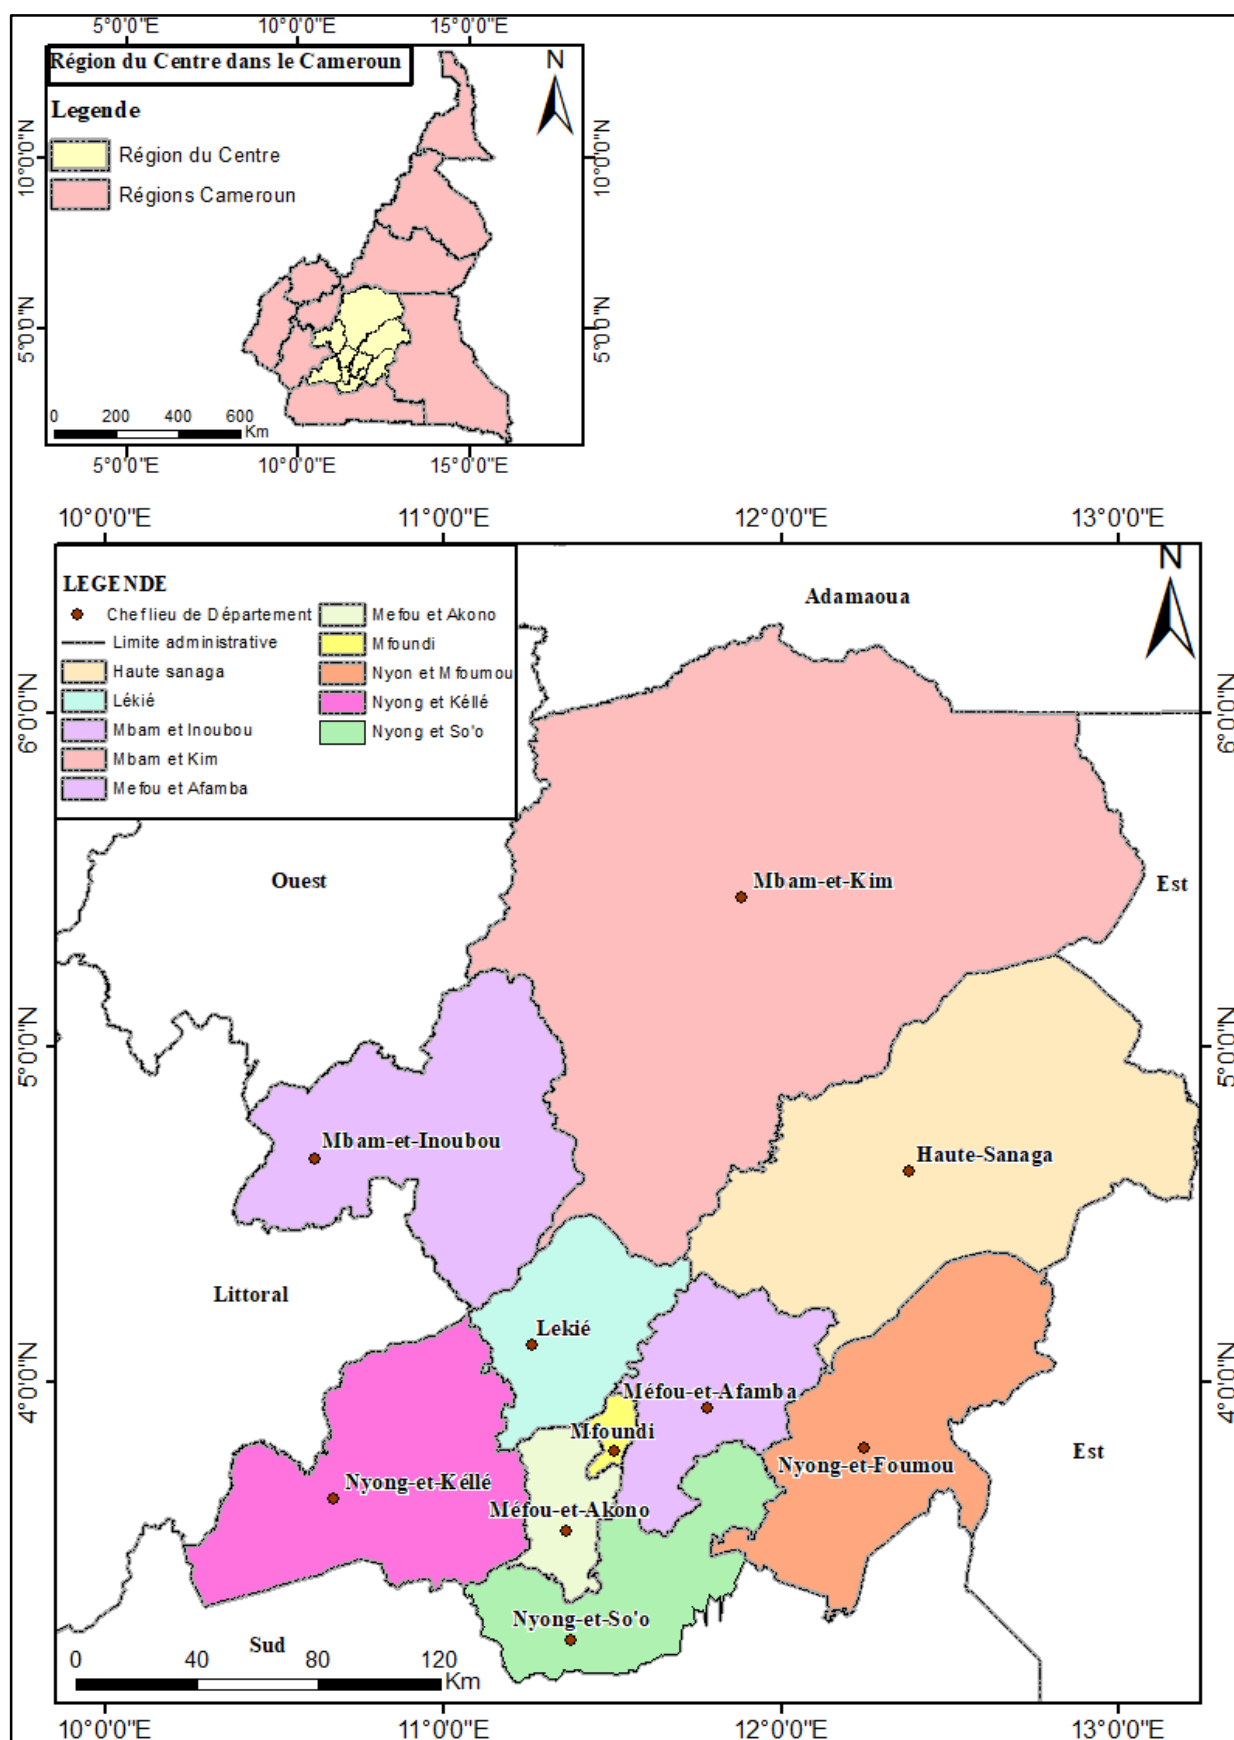 5°0'0"E 10°0'0"E 15°0'0"E
Région du Centre dans le Cameroun
N
Legende
Région du Centre
Régions Cameroun
10°0'0"N
10°0'0"N
5°0'0"N
5°0'0"N
0 200 400 600
Km
5°0'0"E 10°0'0"E 15°0'0"E
10°0'0"E 11°0'0"E 12°0'0"E 13°0'0"E
N
LEGENDE
Chef lieu de Département
Limite administrative
Haute sanaga
Lékié
Mbam et Inoubou
Mbam et Kim
Mefou et Afamba
Mefou et Akono
Mfoundi
Nyon et Mfoumou
Nyong et Kéllé
Nyong et So'o
Adamaoua
6°0'0"N
6°0'0"N
Ouest
Mbam-et-Kim
Est
5°0'0"N
5°0'0"N
Mbam-et-Inoubou
Haute-Sanaga
Littoral
Lekié
4°0'0"N
4°0'0"N
Méfou-et-Afamba
Mfoundi
Nyong-et-Foumou
Est
Nyong-et-Kéllé
Méfou-et-Akono
Nyong-et-So'o
Sud
0 40 80 120
Km
10°0'0"E 11°0'0"E 12°0'0"E 13°0'0"E